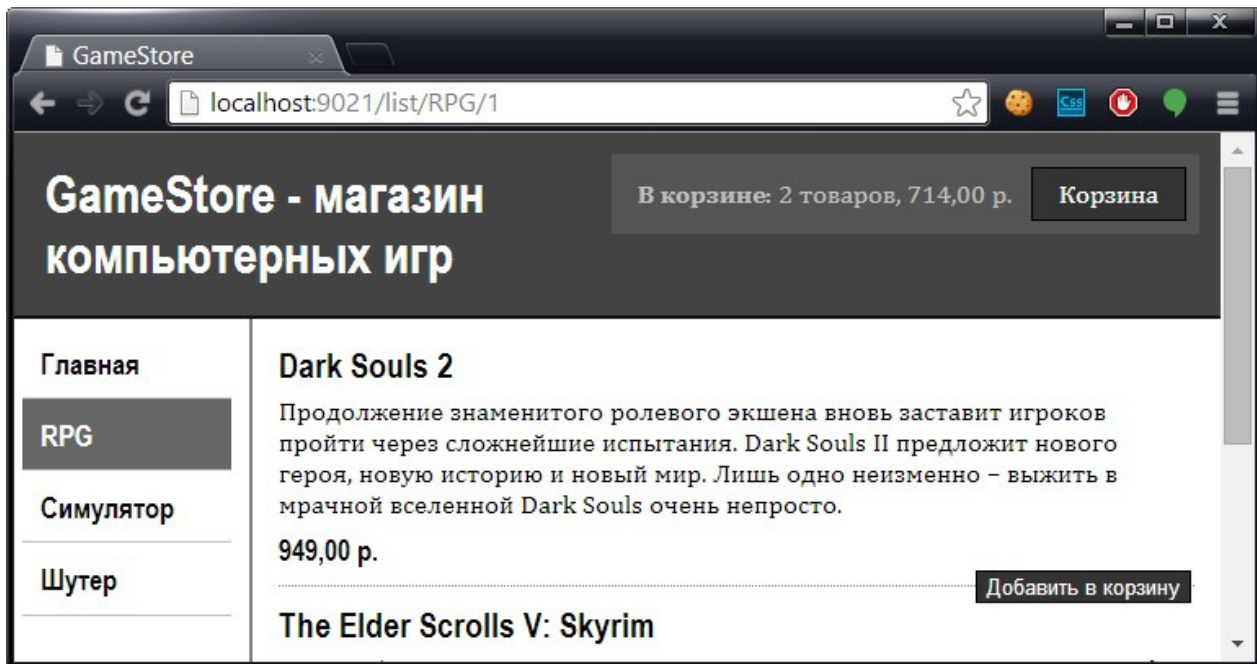 GameStore
localhost:9021/list/RPG/1
Css
GameStore - магазин
компьютерных игр
В корзине: 2 товаров, 714,00 р.
Корзина
Главная
RPG
Симулятор
Шутер
Dark Souls 2
Продолжение знаменитого ролевого экшена вновь заставит игроков
пройти через сложнейшие испытания. Dark Souls II предложит нового
героя, новую историю и новый мир. Лишь одно неизменно – выжить в
мрачной вселенной Dark Souls очень непросто.
949,00 р.
Добавить в корзину
The Elder Scrolls V: Skyrim